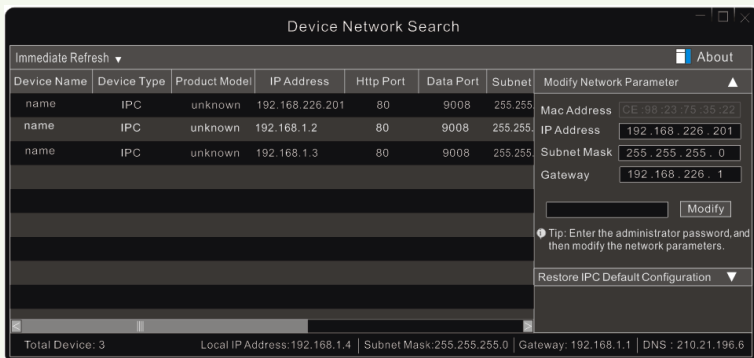 Device Network Search
Immediate Refresh
About
Device Name Device Type Product Model IP Address Http Port Data Port Subnet
name IPC unknown 192.168.226.201 80 9008 255.255.
name IPC unknown 192.168.1.2 80 9008 255.255.
name IPC unknown 192.168.1.3 80 9008 255.255.
Modify Network Parameter
Mac Address CE:98:23:75:35:22
IP Address 192.168.226.201
Subnet Mask 255.255.255.0
Gateway 192.168.226.1
Modify
Tip: Enter the administrator password, and
then modify the network parameters.
Restore IPC Default Configuration
Total Device: 3 Local IP Address:192.168.1.4 Subnet Mask:255.255.255.0 Gateway: 192.168.1.1 DNS : 210.21.196.6